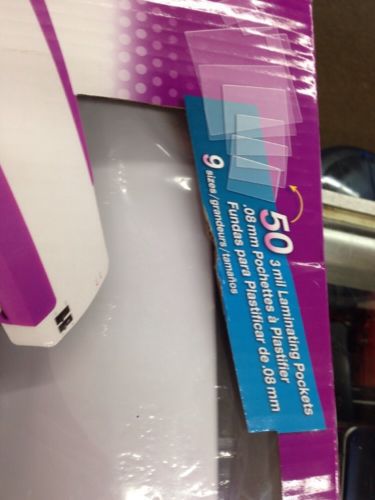 50
3 mil Laminating Pockets
.08 mm Pochettes à Plastifier
Fundas para Plastificar de .08 mm
9
sizes/grandeurs/tamaños